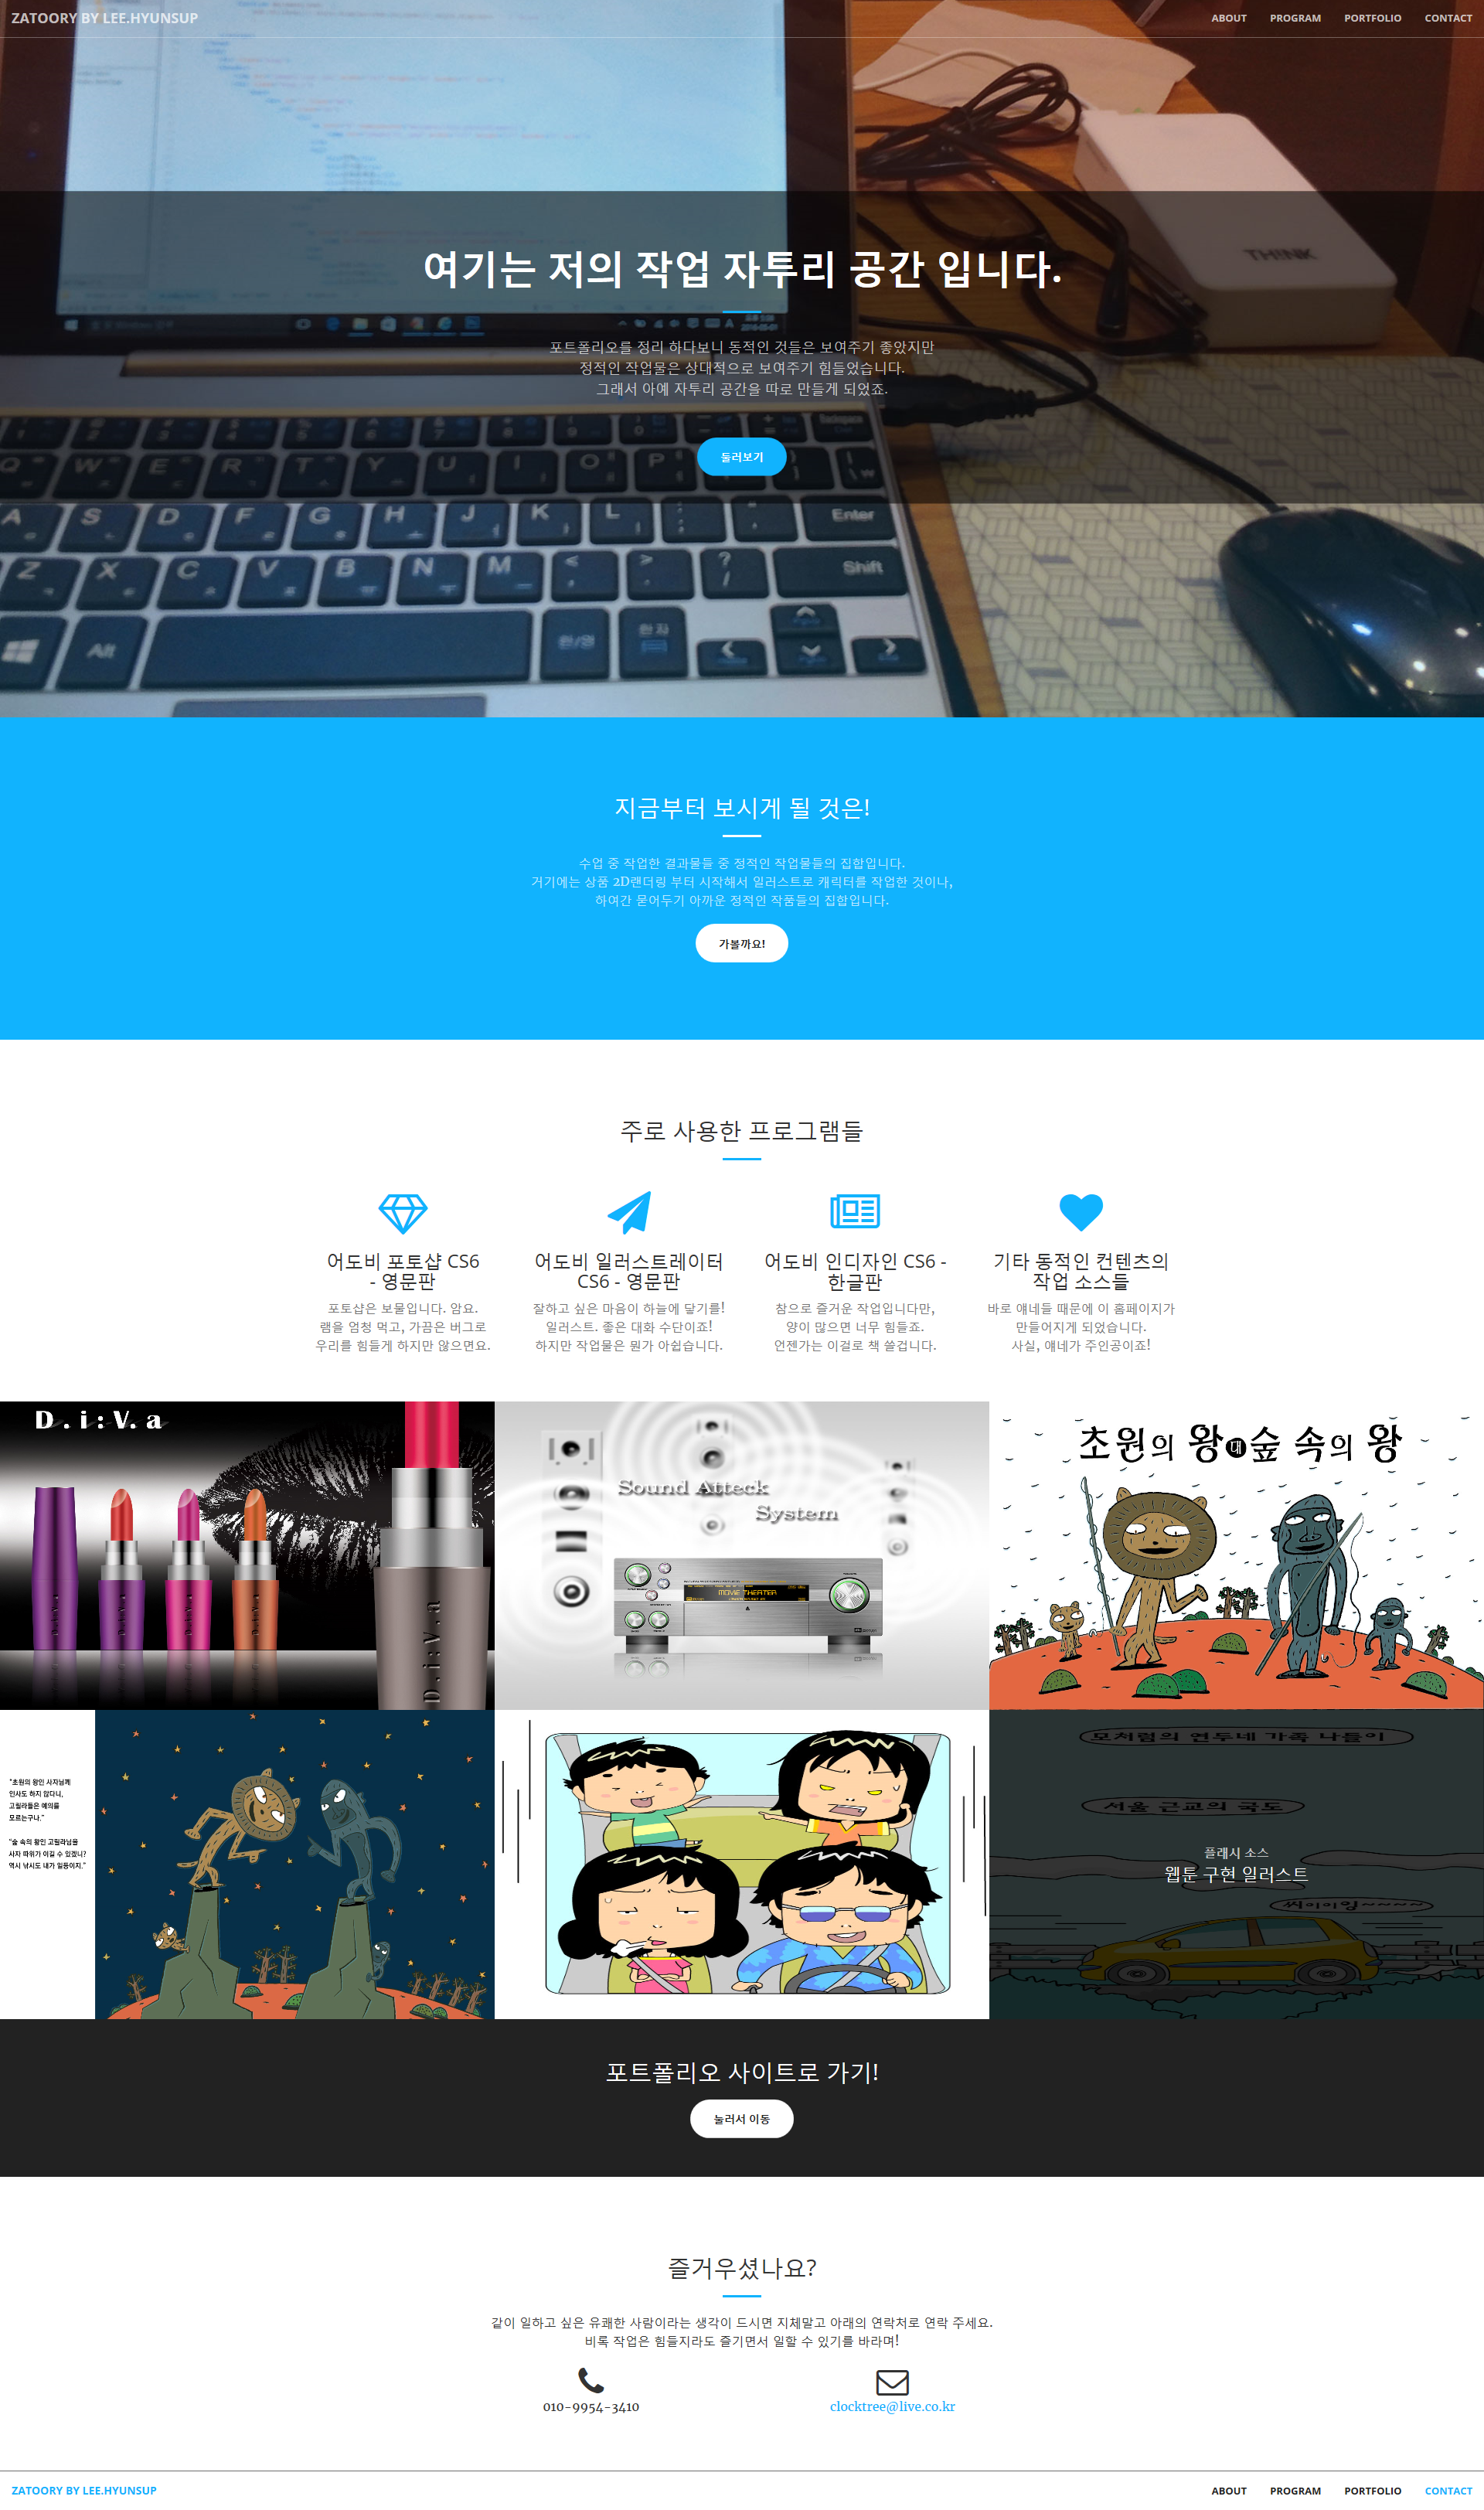 ZATOORY BY LEE.HYUNSUP
ABOUT PROGRAM PORTFOLIO CONTACT
THINK
여기는 저의 작업 자투리 공간 입니다.
포트폴리오를 정리 하다보니 동적인 것들은 보여주기 좋았지만
정적인 작업물은 상대적으로 보여주기 힘들었습니다.
그래서 아예 자투리 공간을 따로 만들게 되었죠.
둘러보기
Q W E R T Y U I O P
A S D F G H J K L Enter
Z X C V B N M Shift
Alt 한/영 한자
지금부터 보시게 될 것은!
수업 중 작업한 결과물들 중 정적인 작업물들의 집합입니다.
거기에는 상품 2D랜더링 부터 시작해서 일러스트로 캐릭터를 작업한 것이나,
하여간 묻어두기 아까운 정적인 작품들의 집합입니다.
가볼까요!
주로 사용한 프로그램들
어도비 포토샵 CS6
- 영문판
포토샵은 보물입니다. 암요.
램을 엄청 먹고, 가끔은 버그로
우리를 힘들게 하지만 않으면요.
어도비 일러스트레이터
CS6 - 영문판
잘하고 싶은 마음이 하늘에 닿기를!
일러스트. 좋은 대화 수단이죠!
하지만 작업물은 뭔가 아쉽습니다.
어도비 인디자인 CS6 -
한글판
참으로 즐거운 작업입니다만,
양이 많으면 너무 힘들죠.
언젠가는 이걸로 책 쓸겁니다.
기타 동적인 컨텐츠의
작업 소스들
바로 얘네들 때문에 이 홈페이지가
만들어지게 되었습니다.
사실, 얘네가 주인공이죠!
D.i:V.a
D.i:V.a
Sound Atteck
System
MOVIE THEATER
초원의 왕 대 숲 속의 왕
"초원의 왕인 사자님께
인사도 하지 않다니,
고릴라들은 예의를
모르는구나."
"숲 속의 왕인 고릴라님을
사자 따위가 이길 수 있겠니?
역시 낚시도 내가 일등이지."
모처럼의 연두네 가족 나들이
서울 근교의 국도
플래시 소스
웹툰 구현 일러스트
씨이이잉~~~~~
포트폴리오 사이트로 가기!
눌러서 이동
즐거우셨나요?
같이 일하고 싶은 유쾌한 사람이라는 생각이 드시면 지체말고 아래의 연락처로 연락 주세요.
비록 작업은 힘들지라도 즐기면서 일할 수 있기를 바라며!
010-9954-3410
clocktree@live.co.kr
ZATOORY BY LEE.HYUNSUP
ABOUT PROGRAM PORTFOLIO CONTACT